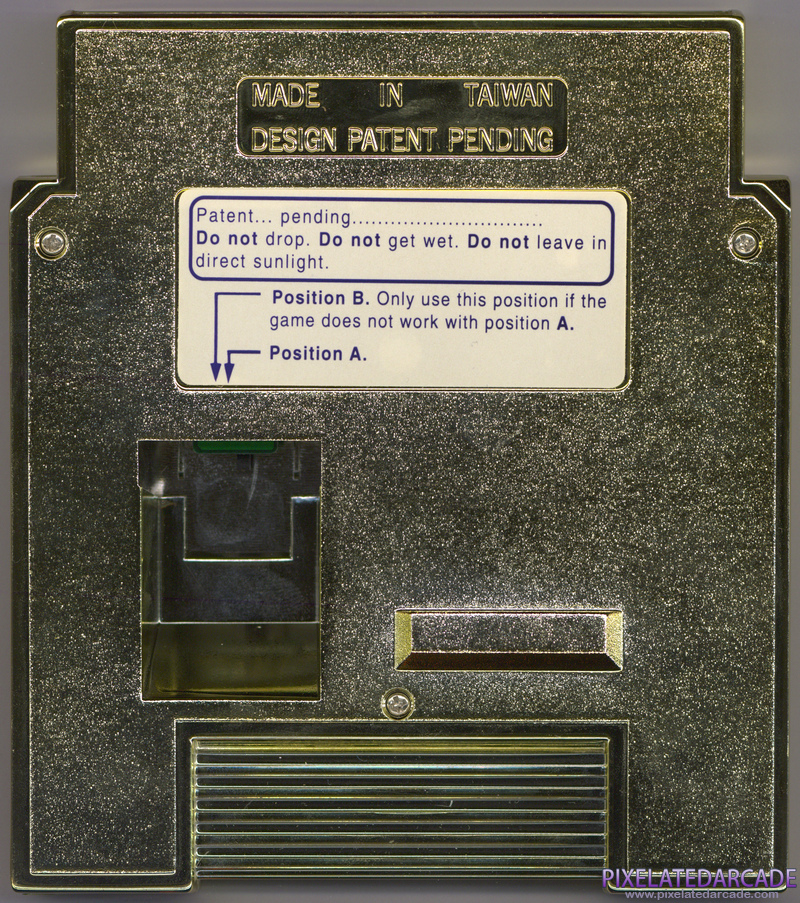 MADE IN TAIWAN
DESIGN PATENT PENDING
Patent... pending..............................
Do not drop. Do not get wet. Do not leave in
direct sunlight.
Position B. Only use this position if the
game does not work with position A.
Position A.
PIXELATEDARCADE
www.pixelatedarcade.com